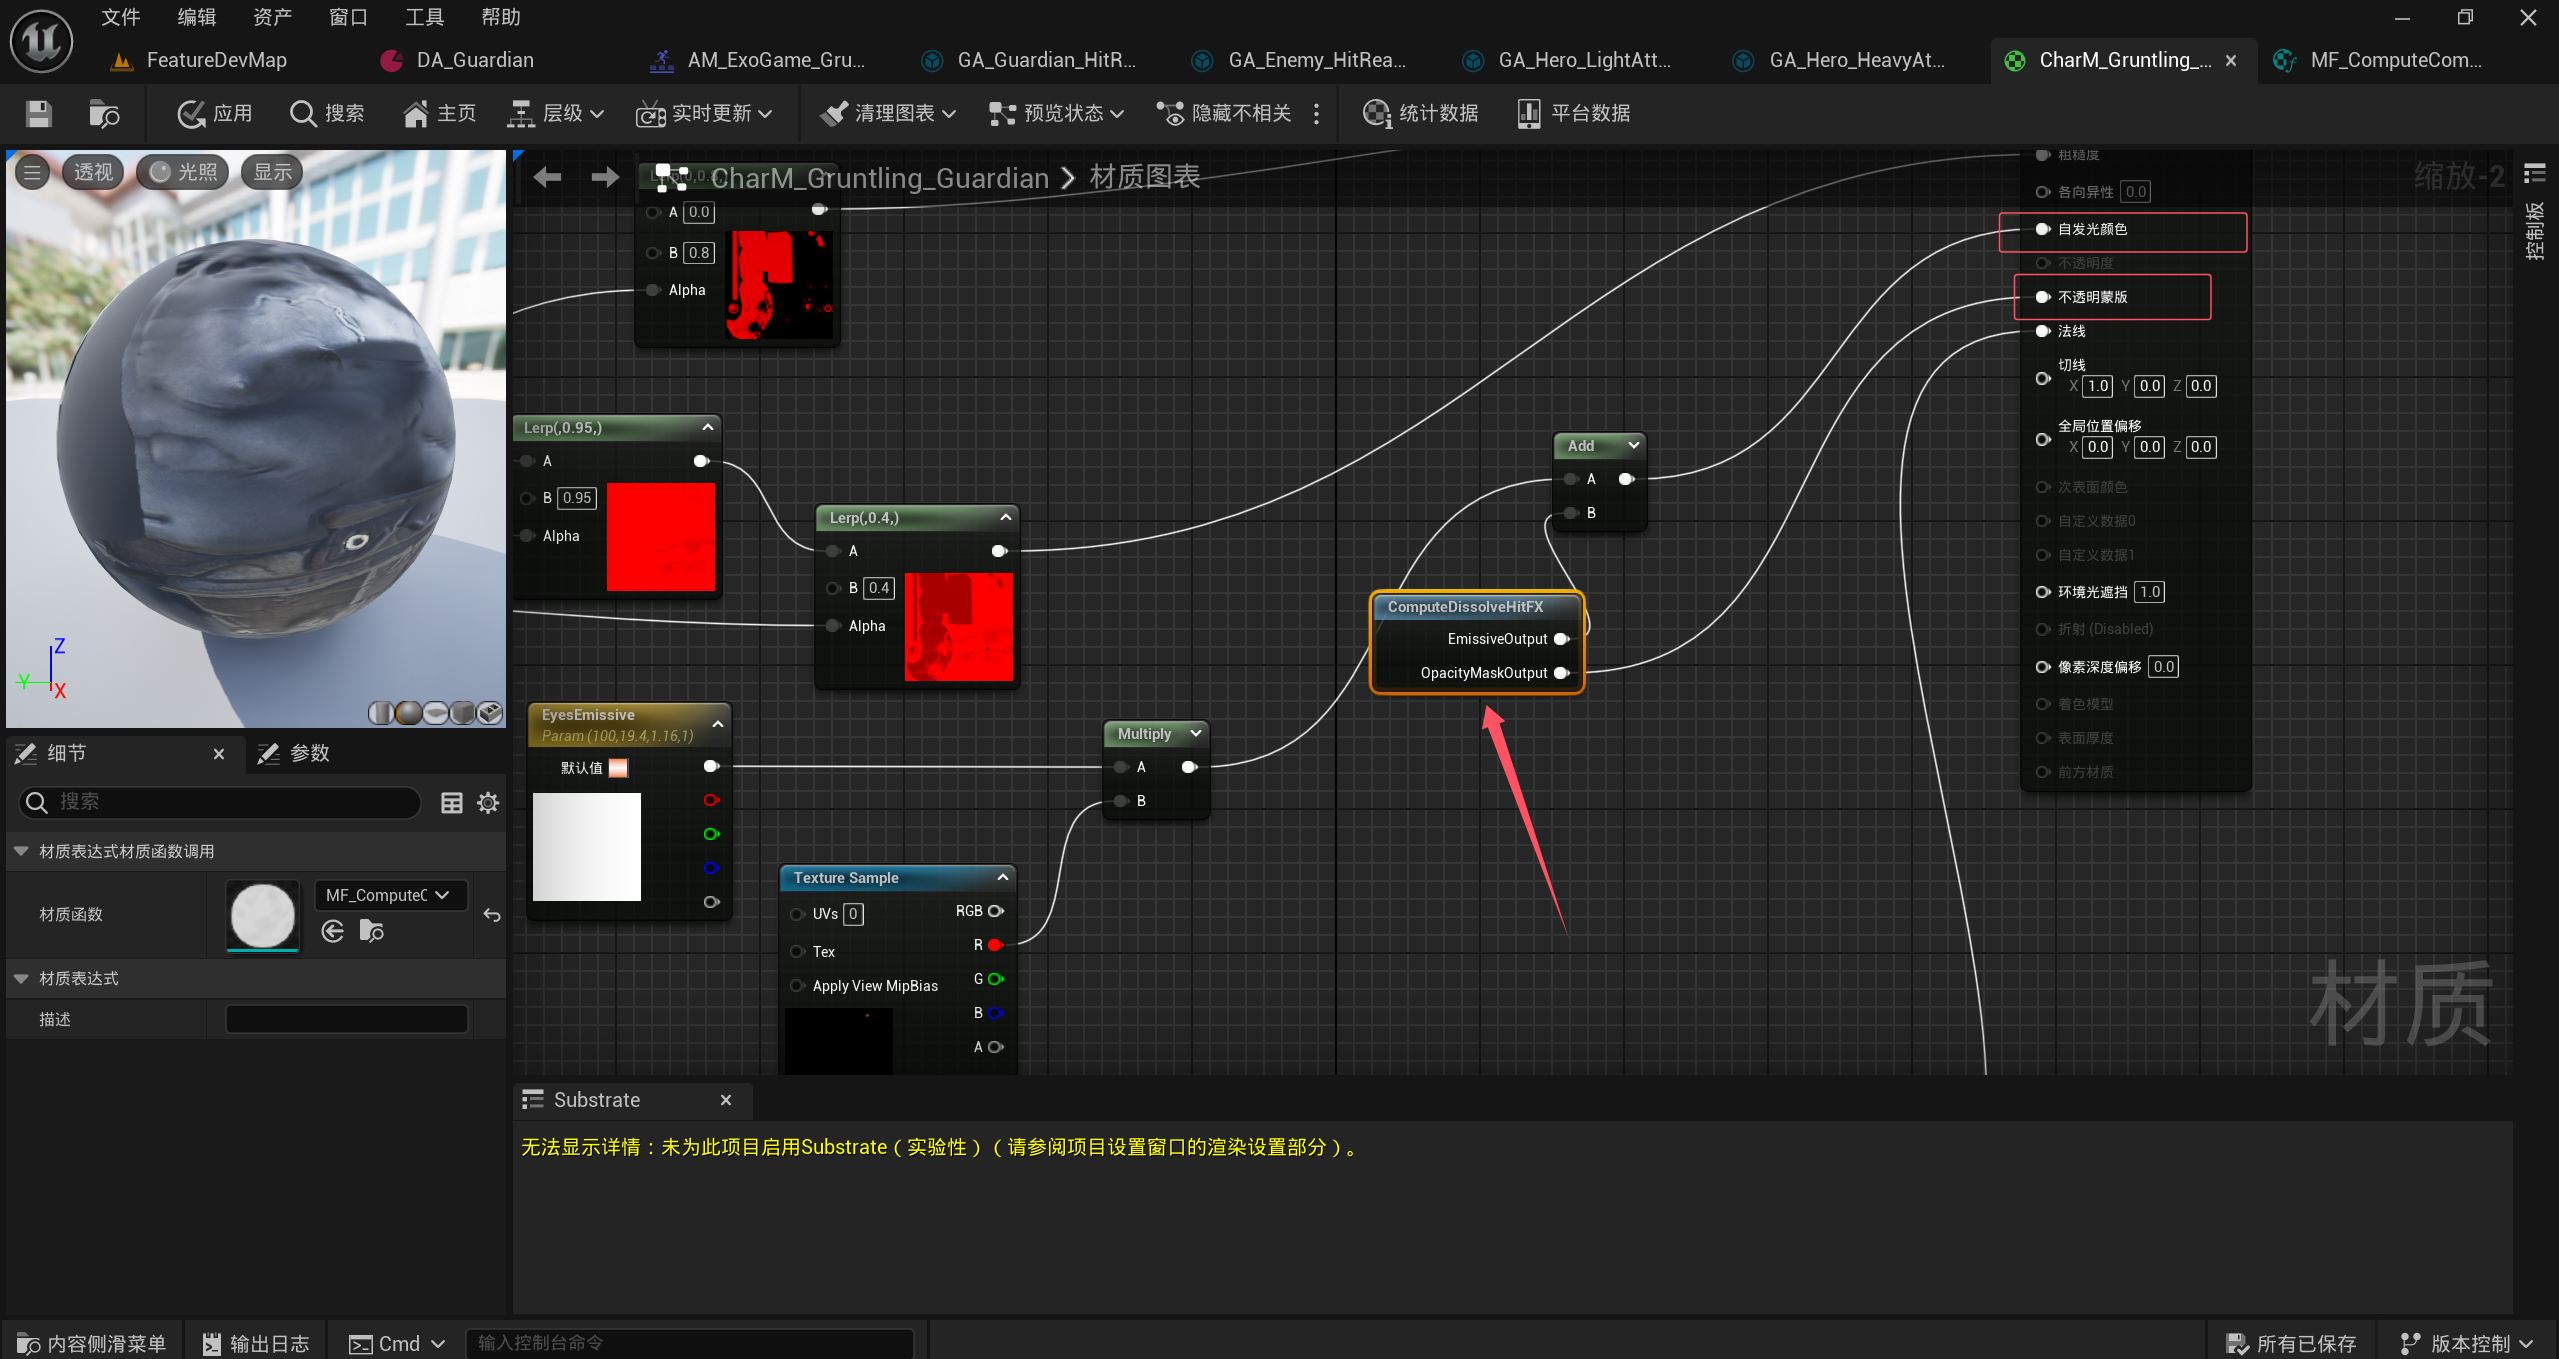 文件 编辑 资产 窗口 工具 帮助
FeatureDevMap DA_Guardian AM_ExoGame_Gru... GA_Guardian_HitR... GA_Enemy_HitRea... GA_Hero_LightAtt... GA_Hero_HeavyAt... CharM_Gruntling_... MF_ComputeCom...
应用 搜索 主页 层级 实时更新 清理图表 预览状态 隐藏不相关 统计数据 平台数据
透视 光照 显示
CharM_Gruntling_Guardian 材质图表
缩放-2
控制板
A 0.0
B 0.8
Alpha
Lerp(,0.95,)
A
B 0.95
Alpha
Lerp(,0.4,)
A
B 0.4
Alpha
EyesEmissive
Param (100,19.4,1.16,1)
默认值
Multiply
A
B
Texture Sample
UVs 0 RGB
R
Tex
G
Apply View MipBias
B
A
ComputeDissolveHitFX
EmissiveOutput
OpacityMaskOutput
Add
A
B
粗糙度
各向异性 0.0
自发光颜色
不透明度
不透明蒙版
法线
切线
X 1.0 Y 0.0 Z 0.0
全局位置偏移
X 0.0 Y 0.0 Z 0.0
次表面颜色
自定义数据0
自定义数据1
环境光遮挡 1.0
折射 (Disabled)
像素深度偏移 0.0
着色模型
表面厚度
前方材质
材质
Z
Y
X
细节 参数
搜索
材质表达式材质函数调用
材质函数 MF_ComputeC
材质表达式
描述
Substrate
无法显示详情：未为此项目启用Substrate（实验性）（请参阅项目设置窗口的渲染设置部分）。
内容侧滑菜单 输出日志 Cmd 输入控制台命令 所有已保存 版本控制